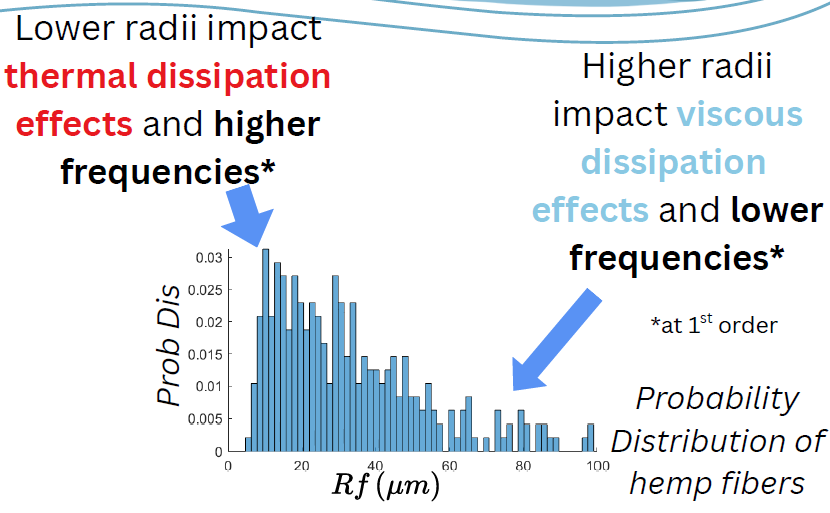 Lower radii impact
thermal dissipation
effects and higher
frequencies*
Higher radii
impact viscous
dissipation
effects and lower
frequencies*
*at 1st order
Prob Dis
0.03
0.025
0.02
0.015
0.01
0.005
0
0 20 40 60 80 100
Rf (μm)
Probability
Distribution of
hemp fibers